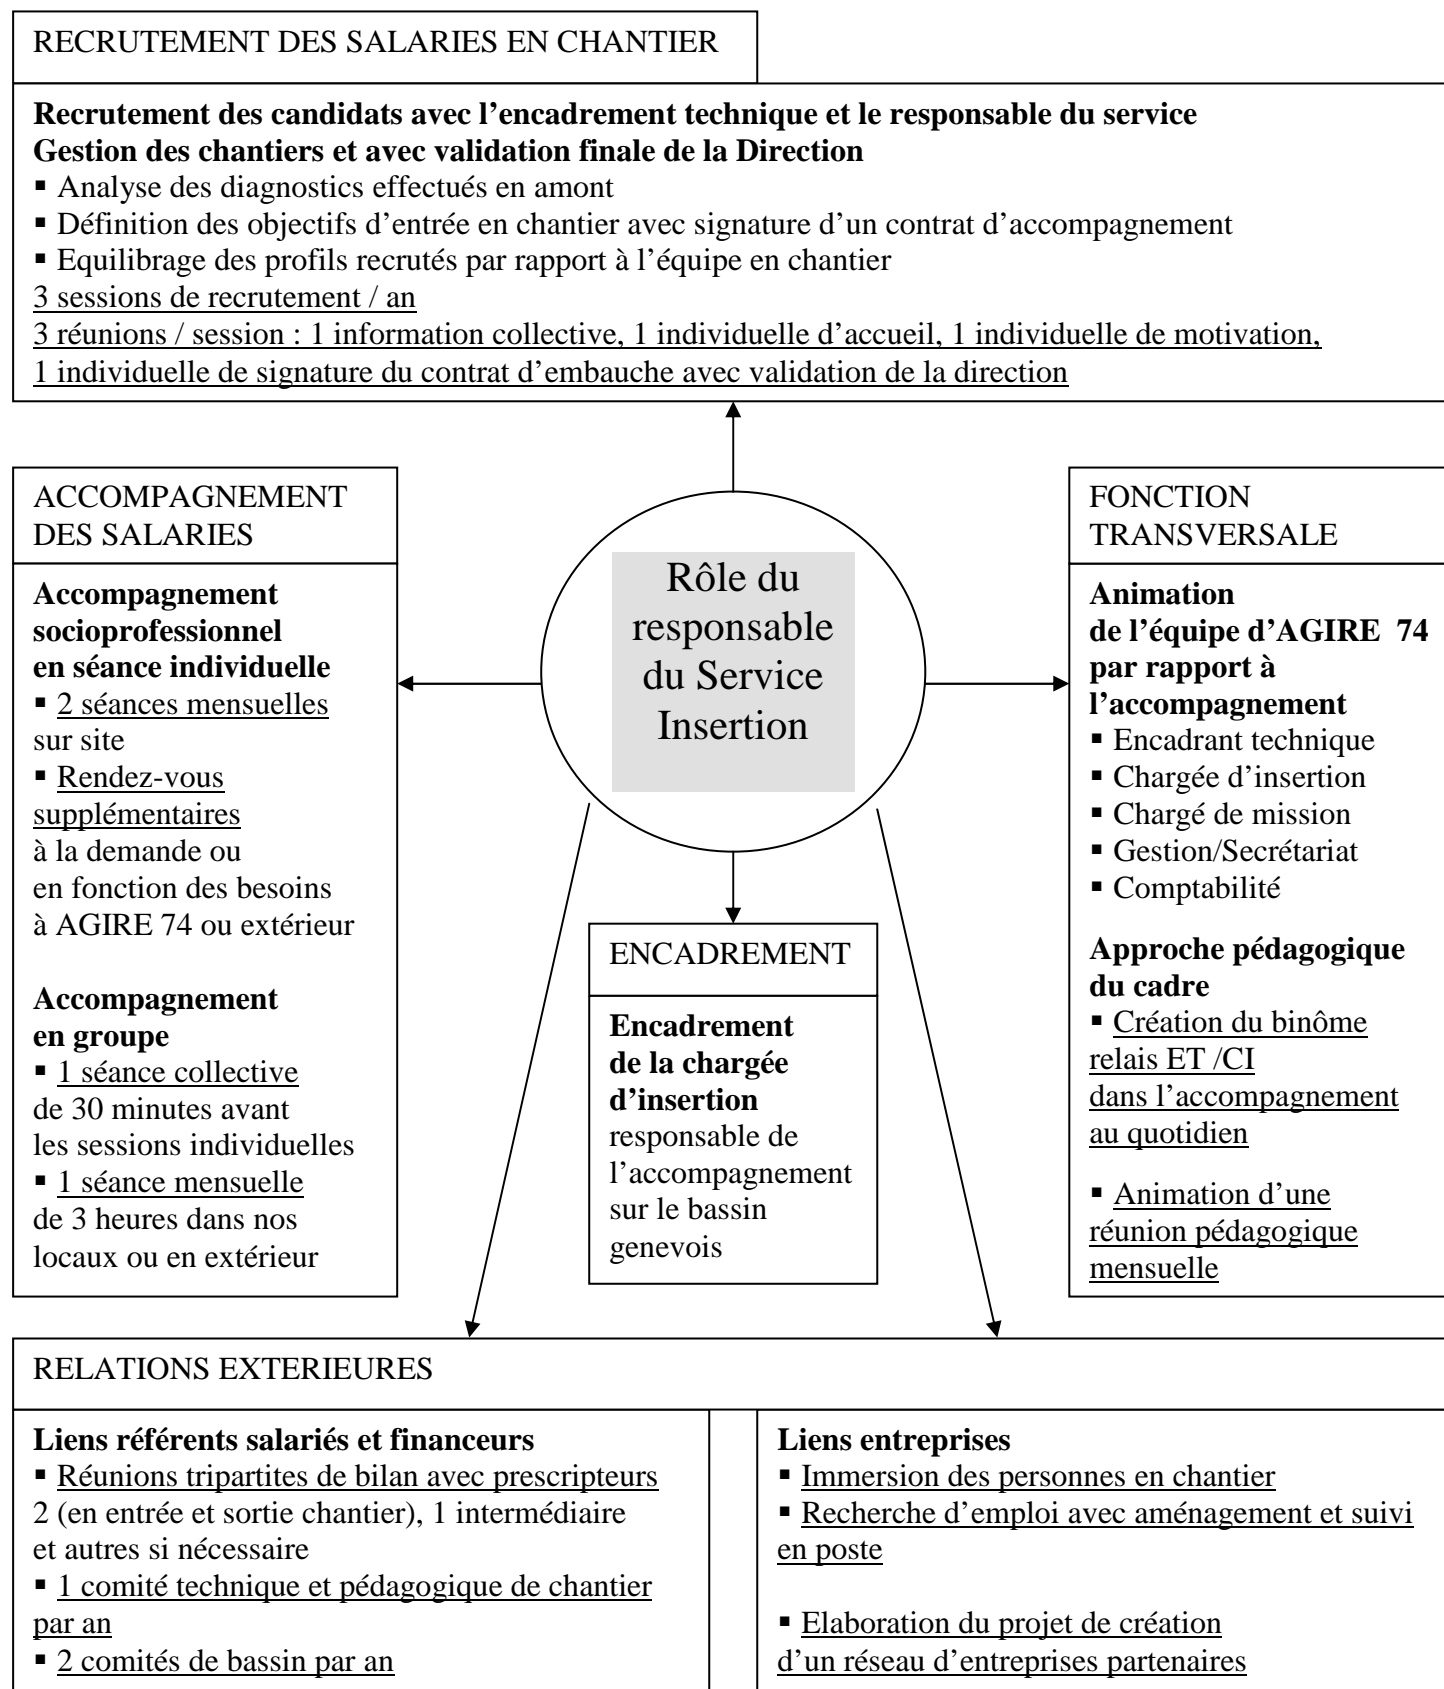 RECRUTEMENT DES SALARIES EN CHANTIER
Recrutement des candidats avec l’encadrement technique et le responsable du service
Gestion des chantiers et avec validation finale de la Direction
▪ Analyse des diagnostics effectués en amont
▪ Définition des objectifs d’entrée en chantier avec signature d’un contrat d’accompagnement
▪ Equilibrage des profils recrutés par rapport à l’équipe en chantier
3 sessions de recrutement / an
3 réunions / session : 1 information collective, 1 individuelle d’accueil, 1 individuelle de motivation,
1 individuelle de signature du contrat d’embauche avec validation de la direction
ACCOMPAGNEMENT
DES SALARIES
Accompagnement
socioprofessionnel
en séance individuelle
▪ 2 séances mensuelles
sur site
▪ Rendez-vous
supplémentaires
à la demande ou
en fonction des besoins
à AGIRE 74 ou extérieur
Accompagnement
en groupe
▪ 1 séance collective
de 30 minutes avant
les sessions individuelles
▪ 1 séance mensuelle
de 3 heures dans nos
locaux ou en extérieur
Rôle du
responsable
du Service
Insertion
ENCADREMENT
Encadrement
de la chargée
d’insertion
responsable de
l’accompagnement
sur le bassin
genevois
FONCTION
TRANSVERSALE
Animation
de l’équipe d’AGIRE 74
par rapport à
l’accompagnement
▪ Encadrant technique
▪ Chargée d’insertion
▪ Chargé de mission
▪ Gestion/Secrétariat
▪ Comptabilité
Approche pédagogique
du cadre
▪ Création du binôme
relais ET /CI
dans l’accompagnement
au quotidien
▪ Animation d’une
réunion pédagogique
mensuelle
RELATIONS EXTERIEURES
Liens référents salariés et financeurs
▪ Réunions tripartites de bilan avec prescripteurs
2 (en entrée et sortie chantier), 1 intermédiaire
et autres si nécessaire
▪ 1 comité technique et pédagogique de chantier
par an
▪ 2 comités de bassin par an
Liens entreprises
▪ Immersion des personnes en chantier
▪ Recherche d’emploi avec aménagement et suivi
en poste
▪ Elaboration du projet de création
d’un réseau d’entreprises partenaires